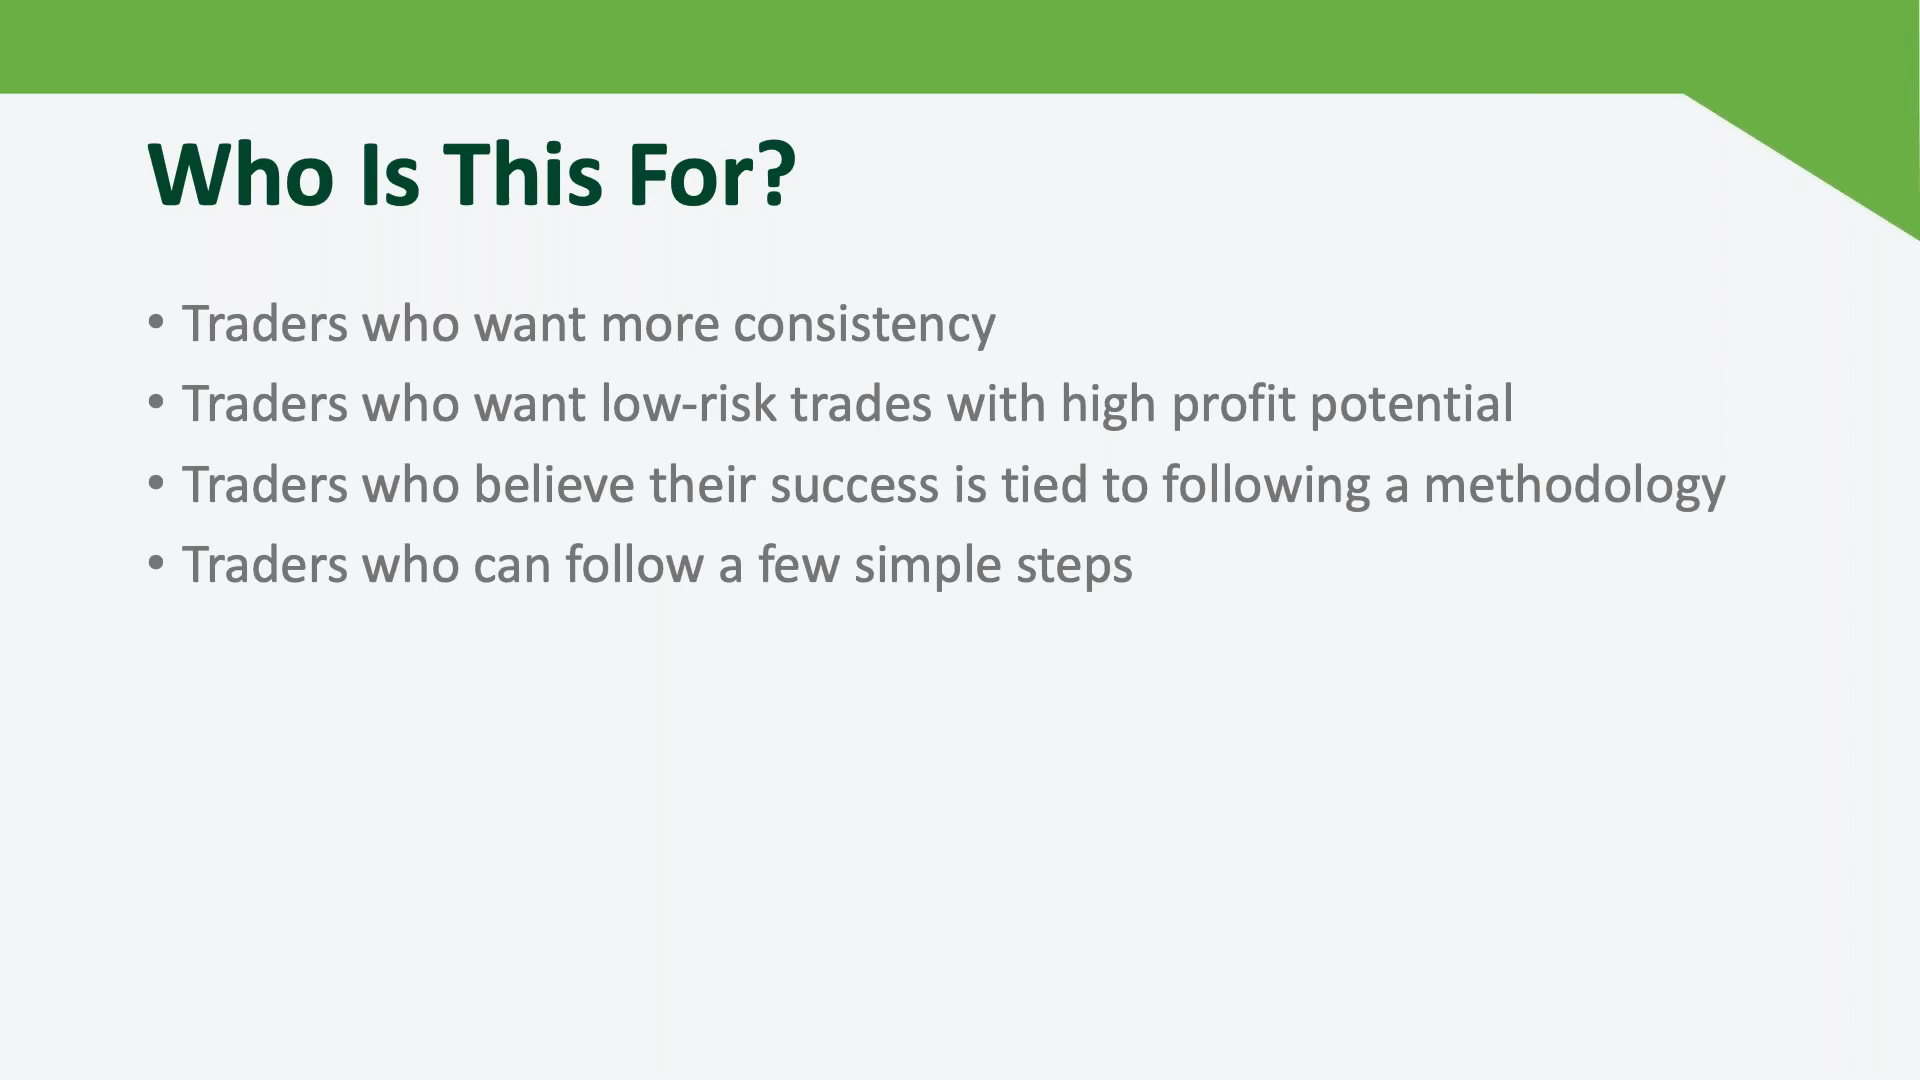 Who Is This For?
• Traders who want more consistency
• Traders who want low-risk trades with high profit potential
• Traders who believe their success is tied to following a methodology
• Traders who can follow a few simple steps